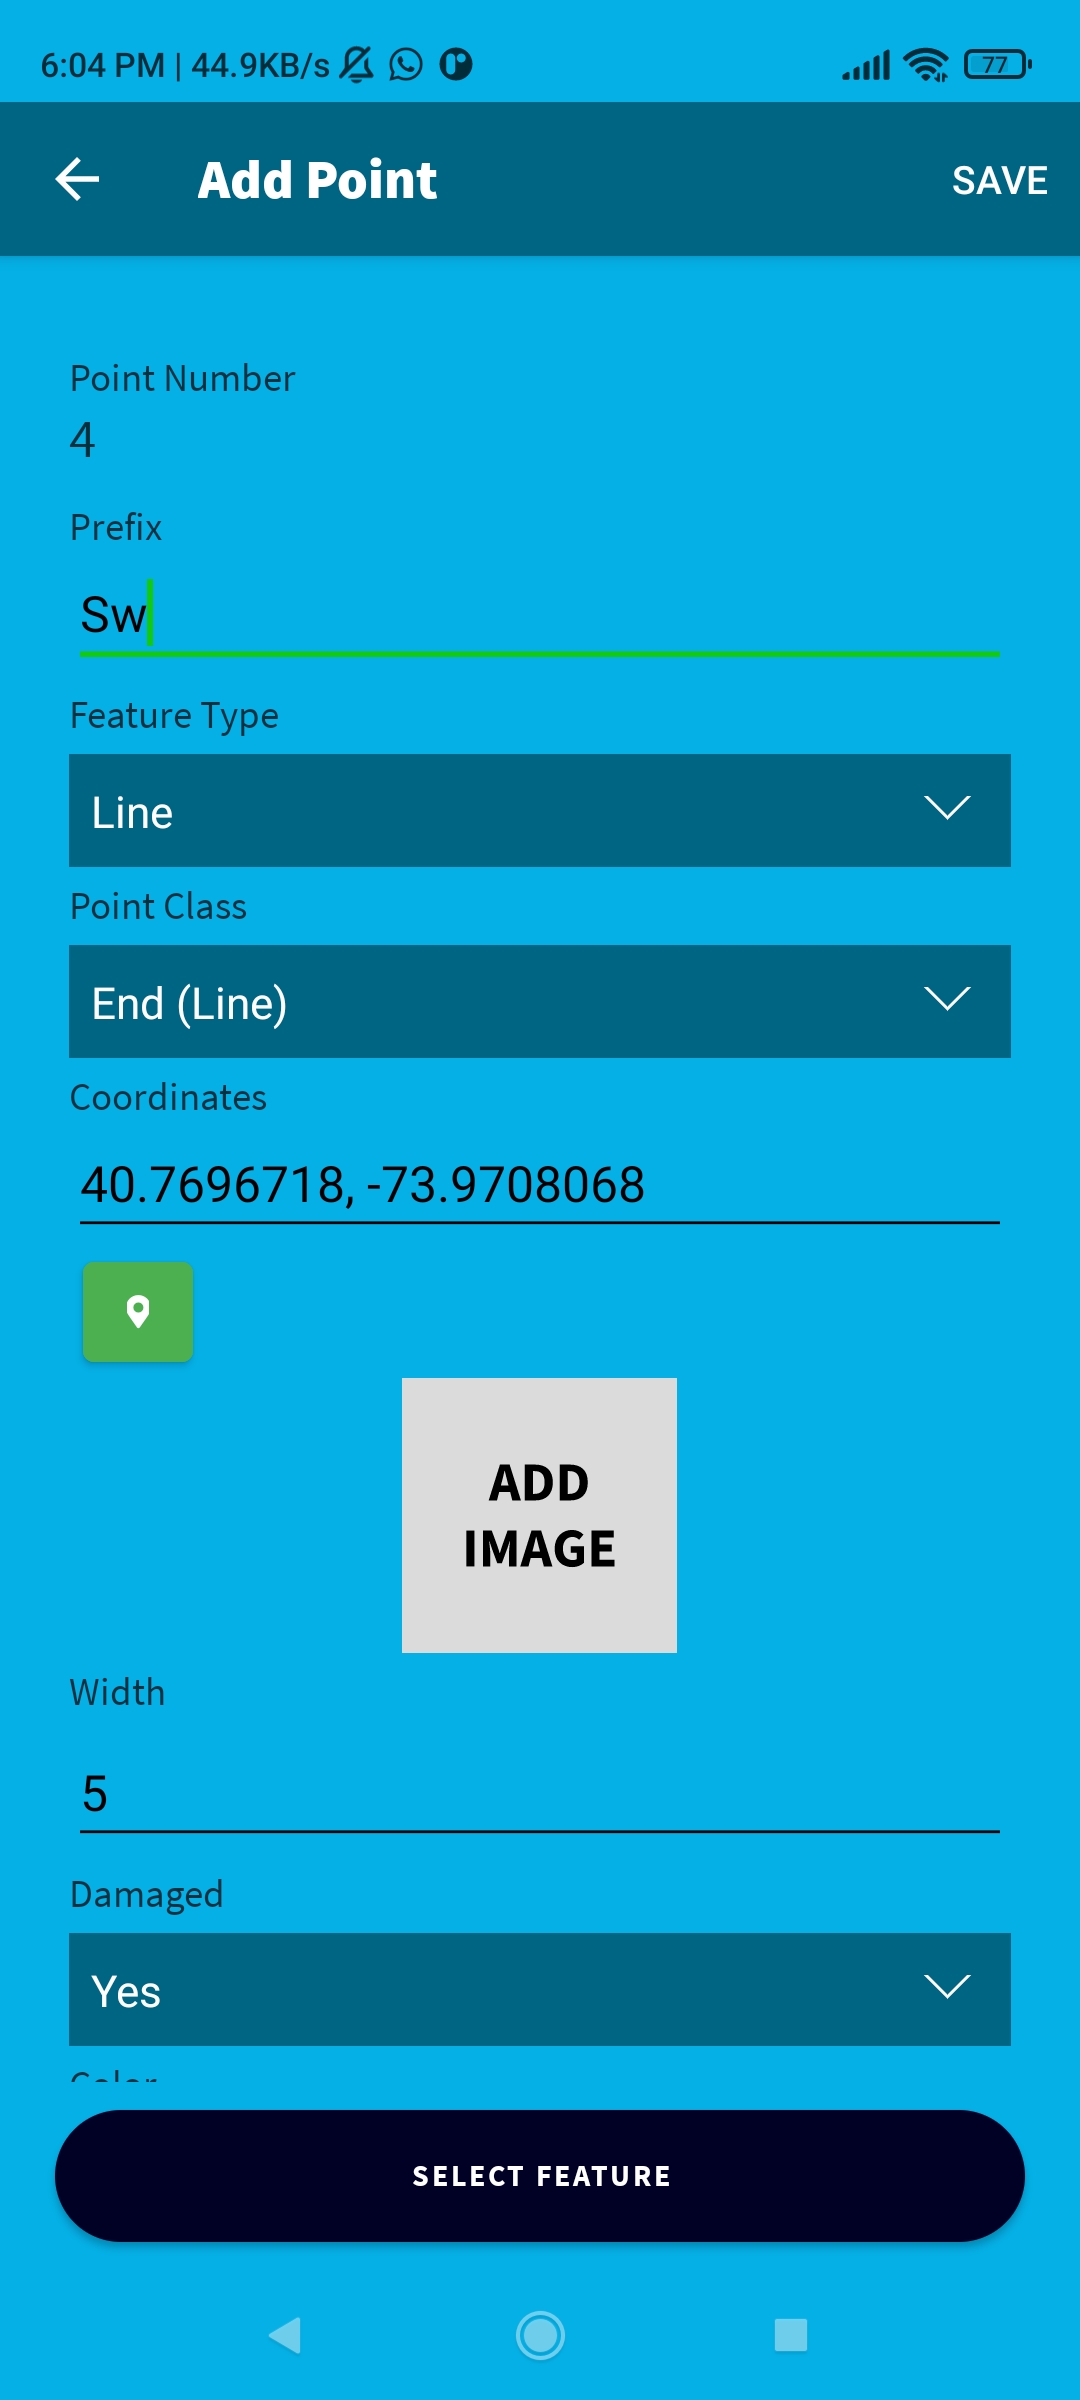 6:04 PM | 44.9KB/s
77
Add Point
SAVE
Point Number
4
Prefix
Sw
Feature Type
Line
Point Class
End (Line)
Coordinates
40.7696718, -73.9708068
ADD
IMAGE
Width
5
Damaged
Yes
Color
SELECT FEATURE